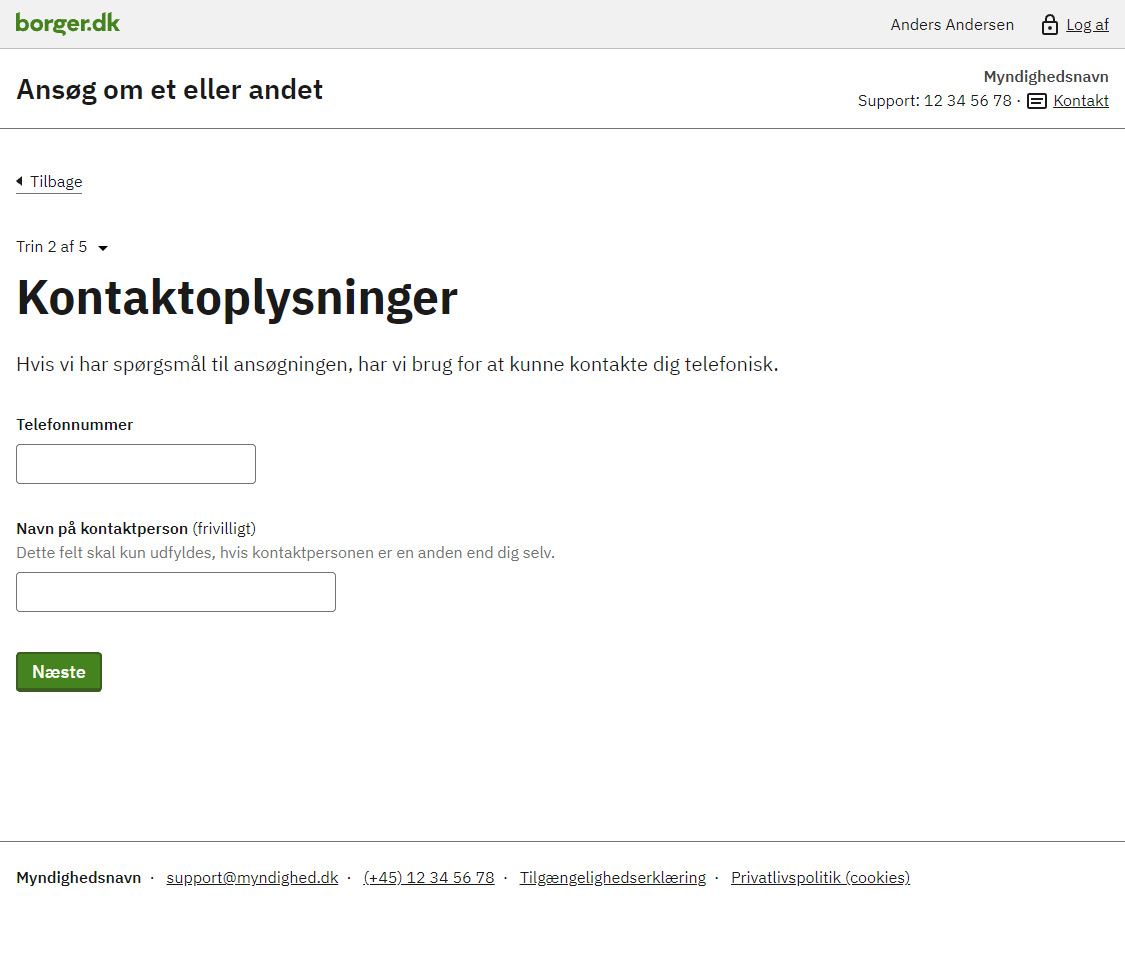 borger.dk
Anders Andersen Log af
Ansøg om et eller andet
Myndighedsnavn
Support: 12 34 56 78 · Kontakt
Tilbage
Trin 2 af 5
Kontaktoplysninger
Hvis vi har spørgsmål til ansøgningen, har vi brug for at kunne kontakte dig telefonisk.
Telefonnummer
Navn på kontaktperson (frivilligt)
Dette felt skal kun udfyldes, hvis kontaktpersonen er en anden end dig selv.
Næste
Myndighedsnavn · support@myndighed.dk · (+45) 12 34 56 78 · Tilgængelighedserklæring · Privatlivspolitik (cookies)